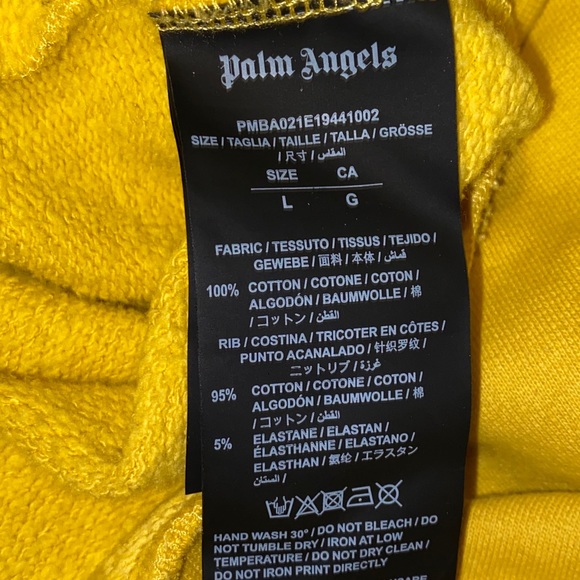 Palm Angels
PMBA021E19441002
SIZE / TAGLIA / TAILLE / TALLA / GRÖSSE
/ 尺寸 / المقاس /
SIZE CA
L G
FABRIC / TESSUTO / TISSUS / TEJIDO /
GEWEBE / 面料 / 本体 / قماش /
100% COTTON / COTONE / COTON /
ALGODÓN / BAUMWOLLE / 棉
/ コットン / القطن /
RIB / COSTINA / TRICOTER EN CÔTES /
PUNTO ACANALADO / 针织罗纹 /
ニットリブ / غرزة /
95% COTTON / COTONE / COTON /
ALGODÓN / BAUMWOLLE / 棉
/ コットン / القطن /
5% ELASTANE / ELASTAN /
ÉLASTHANNE / ELASTANO /
ELASTHAN / 氨纶 / エラスタン
/ الاستان /
HAND WASH 30° / DO NOT BLEACH / DO
NOT TUMBLE DRY / IRON AT LOW
TEMPERATURE / DO NOT DRY CLEAN /
DO NOT IRON DIRECTLY